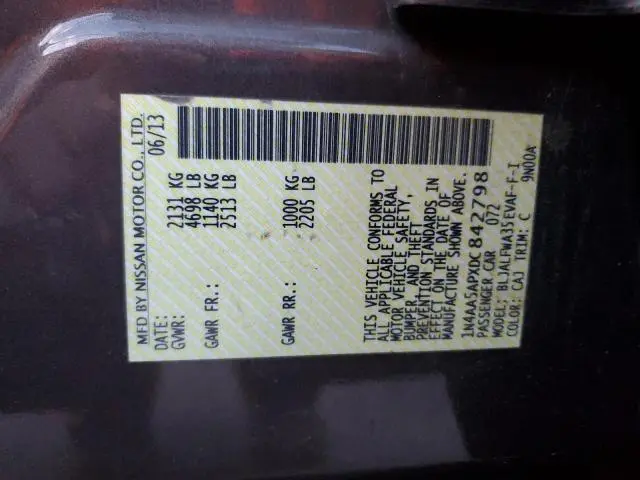 MFD BY NISSAN MOTOR CO., LTD.
DATE: 06/13
GVWR: 2131 KG
4698 LB
GAWR FR.: 1140 KG
2513 LB
GAWR RR.: 1000 KG
2205 LB
THIS VEHICLE CONFORMS TO
ALL APPLICABLE FEDERAL
MOTOR VEHICLE SAFETY,
BUMPER, AND THEFT
PREVENTION STANDARDS IN
EFFECT ON THE DATE OF
MANUFACTURE SHOWN ABOVE.
1N4AA5APXDC842798
PASSENGER CAR 072
MODEL: BLJALFWA35EVAF-F-I
COLOR: CAJ TRIM: C 9N00A